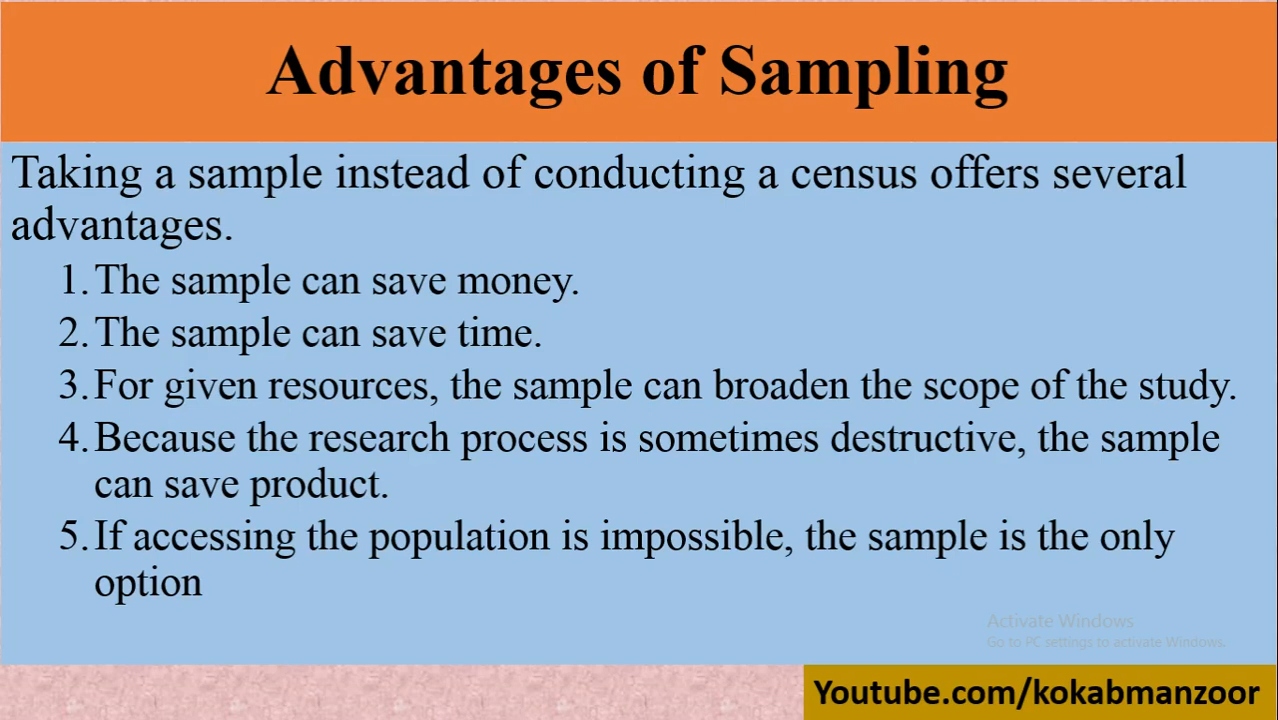 Advantages of Sampling
Taking a sample instead of conducting a census offers several
advantages.
1. The sample can save money.
2. The sample can save time.
3. For given resources, the sample can broaden the scope of the study.
4. Because the research process is sometimes destructive, the sample
can save product.
5. If accessing the population is impossible, the sample is the only
option
Activate Windows
Go to PC settings to activate Windows.
Youtube.com/kokabmanzoor